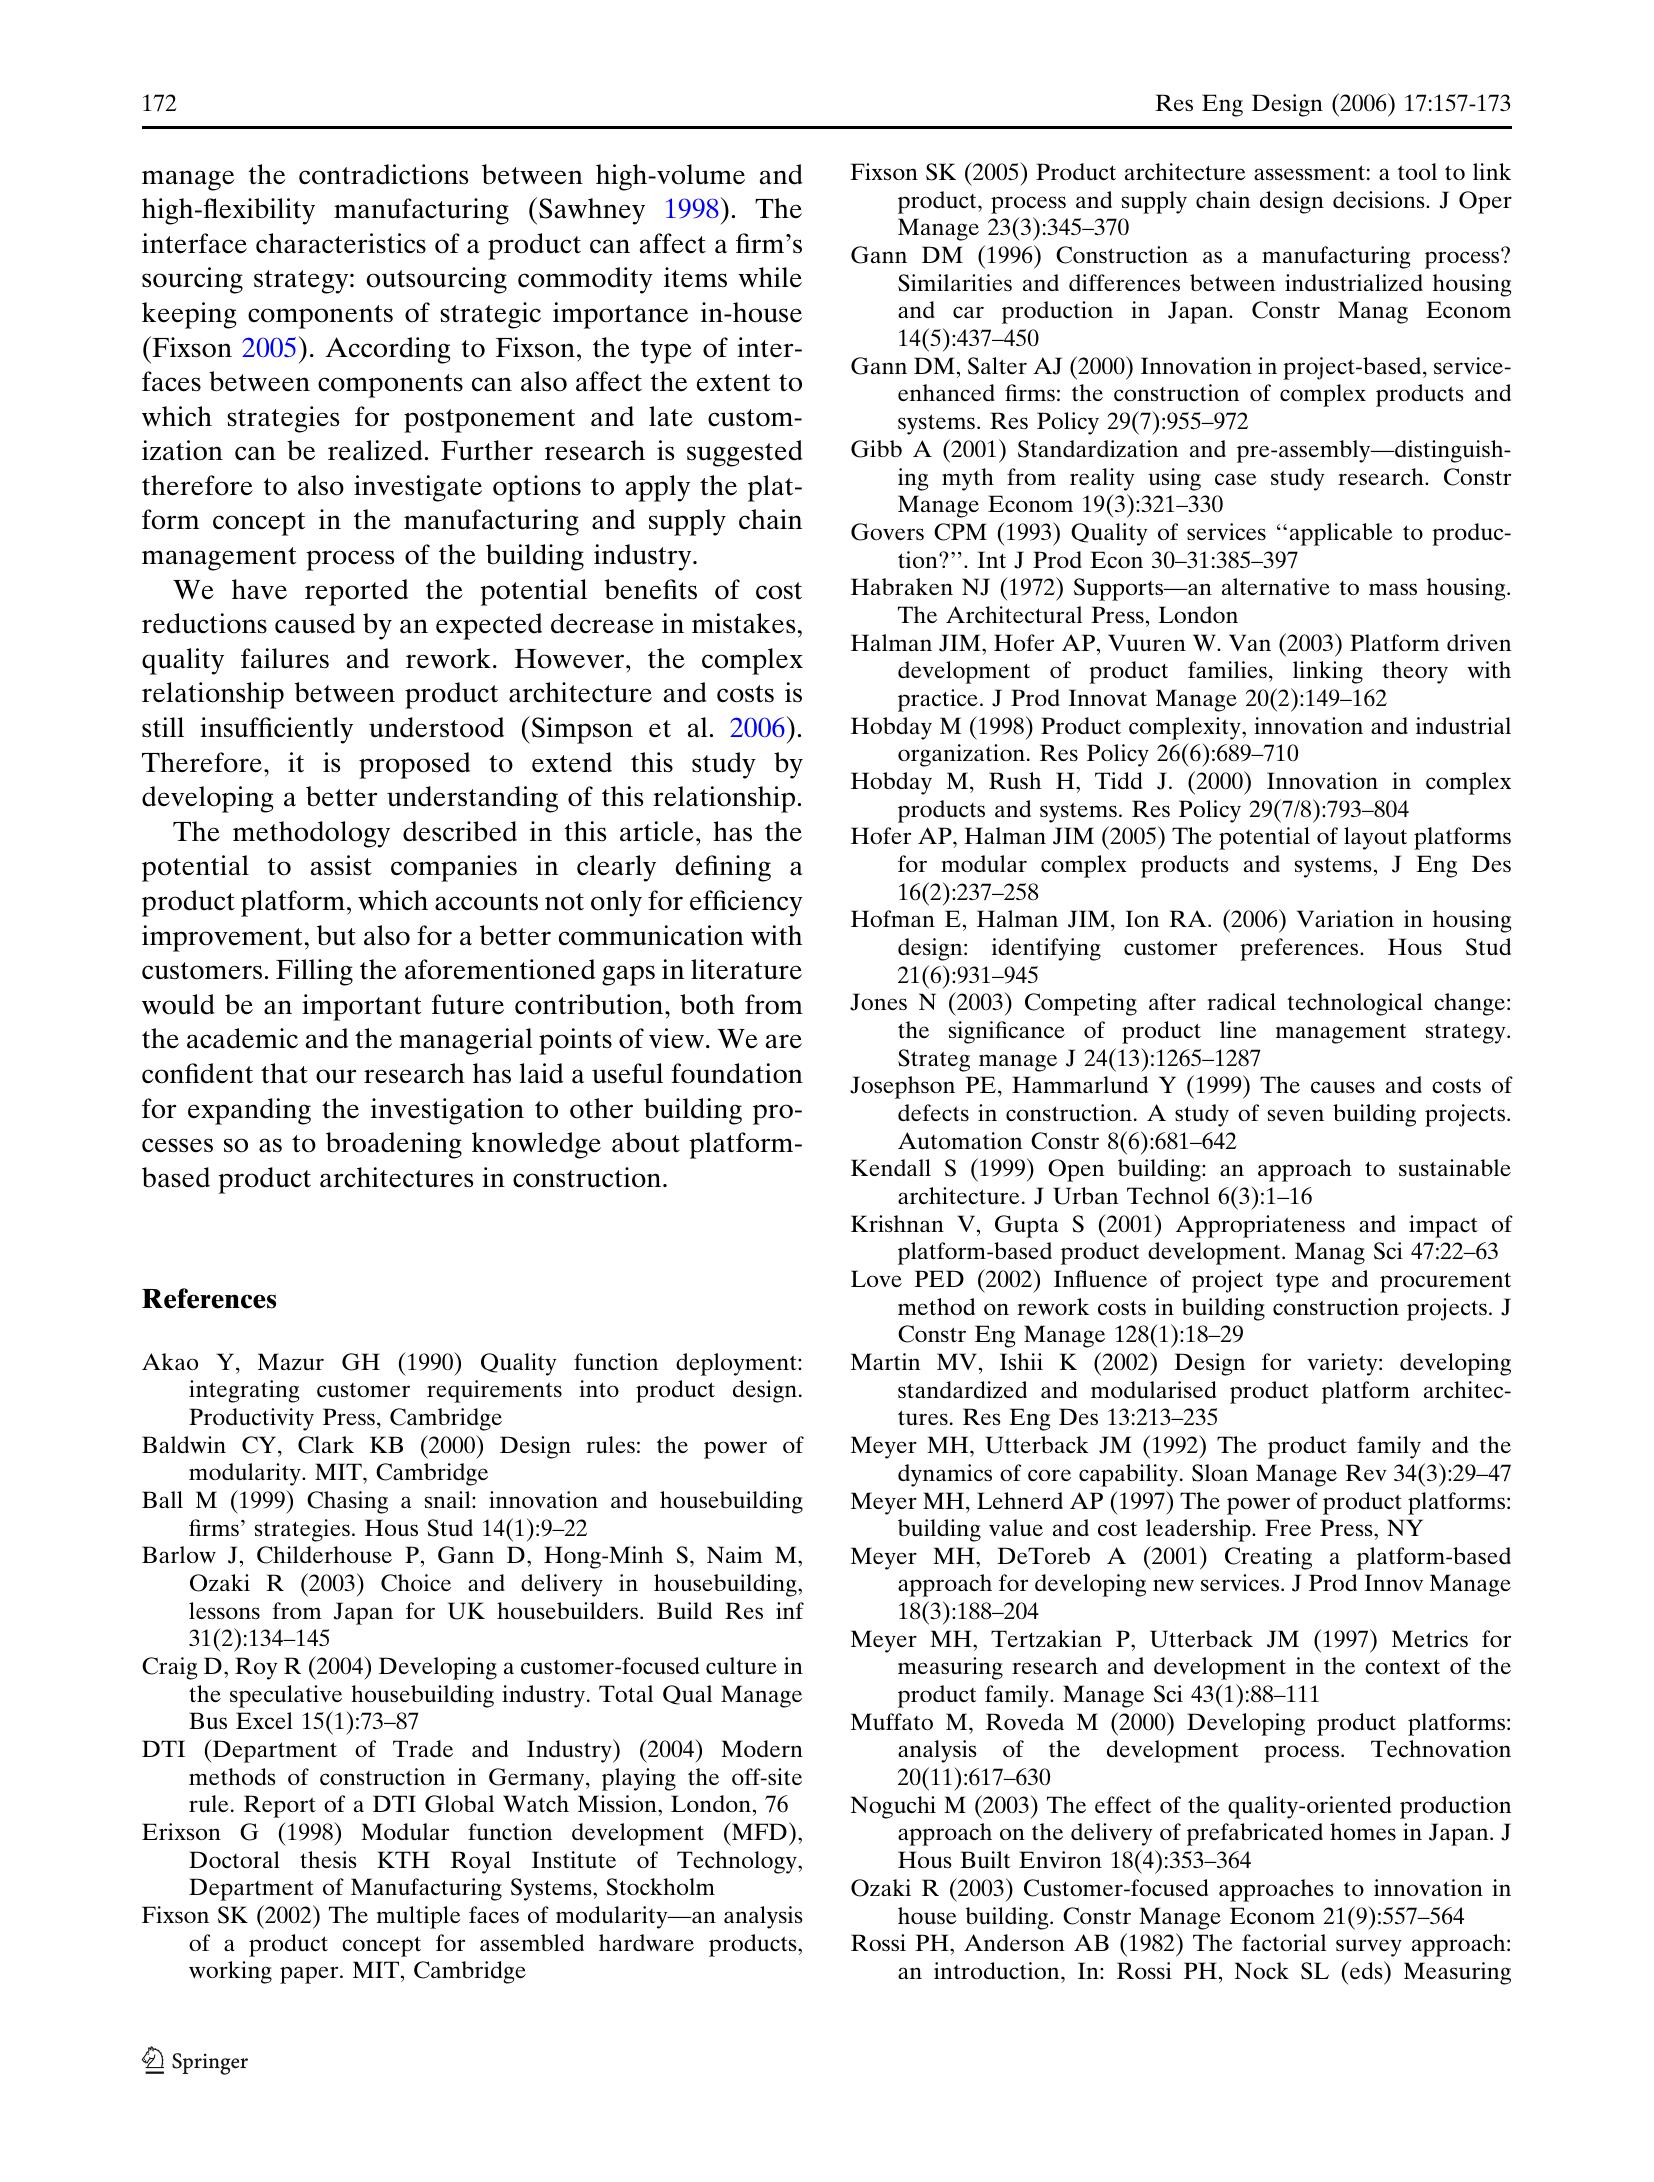 172
Res Eng Design (2006) 17:157-173
manage the contradictions between high-volume and
high-flexibility manufacturing (Sawhney 1998). The
interface characteristics of a product can affect a firm's
sourcing strategy: outsourcing commodity items while
keeping components of strategic importance in-house
(Fixson 2005). According to Fixson, the type of inter-
faces between components can also affect the extent to
which strategies for postponement and late custom-
ization can be realized. Further research is suggested
therefore to also investigate options to apply the plat-
form concept in the manufacturing and supply chain
management process of the building industry.
We have reported the potential benefits of cost
reductions caused by an expected decrease in mistakes,
quality failures and rework. However, the complex
relationship between product architecture and costs is
still insufficiently understood (Simpson et al. 2006).
Therefore, it is proposed to extend this study by
developing a better understanding of this relationship.
The methodology described in this article, has the
potential to assist companies in clearly defining a
product platform, which accounts not only for efficiency
improvement, but also for a better communication with
customers. Filling the aforementioned gaps in literature
would be an important future contribution, both from
the academic and the managerial points of view. We are
confident that our research has laid a useful foundation
for expanding the investigation to other building pro-
cesses so as to broadening knowledge about platform-
based product architectures in construction.
References
Akao Y, Mazur GH (1990) Quality function deployment:
integrating customer requirements into product design.
Productivity Press, Cambridge
Baldwin CY, Clark KB (2000) Design rules: the power of
modularity. MIT, Cambridge
Ball M (1999) Chasing a snail: innovation and housebuilding
firms' strategies. Hous Stud 14(1):9–22
Barlow J, Childerhouse P, Gann D, Hong-Minh S, Naim M,
Ozaki R (2003) Choice and delivery in housebuilding,
lessons from Japan for UK housebuilders. Build Res inf
31(2):134–145
Craig D, Roy R (2004) Developing a customer-focused culture in
the speculative housebuilding industry. Total Qual Manage
Bus Excel 15(1):73–87
DTI (Department of Trade and Industry) (2004) Modern
methods of construction in Germany, playing the off-site
rule. Report of a DTI Global Watch Mission, London, 76
Erixson G (1998) Modular function development (MFD),
Doctoral thesis KTH Royal Institute of Technology,
Department of Manufacturing Systems, Stockholm
Fixson SK (2002) The multiple faces of modularity—an analysis
of a product concept for assembled hardware products,
working paper. MIT, Cambridge
Fixson SK (2005) Product architecture assessment: a tool to link
product, process and supply chain design decisions. J Oper
Manage 23(3):345–370
Gann DM (1996) Construction as a manufacturing process?
Similarities and differences between industrialized housing
and car production in Japan. Constr Manag Econom
14(5):437–450
Gann DM, Salter AJ (2000) Innovation in project-based, service-
enhanced firms: the construction of complex products and
systems. Res Policy 29(7):955–972
Gibb A (2001) Standardization and pre-assembly—distinguish-
ing myth from reality using case study research. Constr
Manage Econom 19(3):321–330
Govers CPM (1993) Quality of services ‘‘applicable to produc-
tion?’’. Int J Prod Econ 30–31:385–397
Habraken NJ (1972) Supports—an alternative to mass housing.
The Architectural Press, London
Halman JIM, Hofer AP, Vuuren W. Van (2003) Platform driven
development of product families, linking theory with
practice. J Prod Innovat Manage 20(2):149–162
Hobday M (1998) Product complexity, innovation and industrial
organization. Res Policy 26(6):689–710
Hobday M, Rush H, Tidd J. (2000) Innovation in complex
products and systems. Res Policy 29(7/8):793–804
Hofer AP, Halman JIM (2005) The potential of layout platforms
for modular complex products and systems, J Eng Des
16(2):237–258
Hofman E, Halman JIM, Ion RA. (2006) Variation in housing
design: identifying customer preferences. Hous Stud
21(6):931–945
Jones N (2003) Competing after radical technological change:
the significance of product line management strategy.
Strateg manage J 24(13):1265–1287
Josephson PE, Hammarlund Y (1999) The causes and costs of
defects in construction. A study of seven building projects.
Automation Constr 8(6):681–642
Kendall S (1999) Open building: an approach to sustainable
architecture. J Urban Technol 6(3):1–16
Krishnan V, Gupta S (2001) Appropriateness and impact of
platform-based product development. Manag Sci 47:22–63
Love PED (2002) Influence of project type and procurement
method on rework costs in building construction projects. J
Constr Eng Manage 128(1):18–29
Martin MV, Ishii K (2002) Design for variety: developing
standardized and modularised product platform architec-
tures. Res Eng Des 13:213–235
Meyer MH, Utterback JM (1992) The product family and the
dynamics of core capability. Sloan Manage Rev 34(3):29–47
Meyer MH, Lehnerd AP (1997) The power of product platforms:
building value and cost leadership. Free Press, NY
Meyer MH, DeToreb A (2001) Creating a platform-based
approach for developing new services. J Prod Innov Manage
18(3):188–204
Meyer MH, Tertzakian P, Utterback JM (1997) Metrics for
measuring research and development in the context of the
product family. Manage Sci 43(1):88–111
Muffato M, Roveda M (2000) Developing product platforms:
analysis of the development process. Technovation
20(11):617–630
Noguchi M (2003) The effect of the quality-oriented production
approach on the delivery of prefabricated homes in Japan. J
Hous Built Environ 18(4):353–364
Ozaki R (2003) Customer-focused approaches to innovation in
house building. Constr Manage Econom 21(9):557–564
Rossi PH, Anderson AB (1982) The factorial survey approach:
an introduction, In: Rossi PH, Nock SL (eds) Measuring
Springer